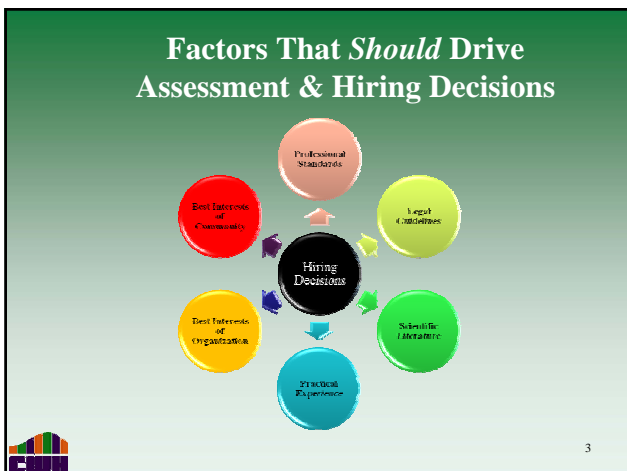 Factors That Should Drive
Assessment & Hiring Decisions
Professional
Standards
Legal
Guidelines
Scientific
Literature
Practical
Experience
Best Interests
of
Organization
Best Interests
of
Community
Hiring
Decisions
3